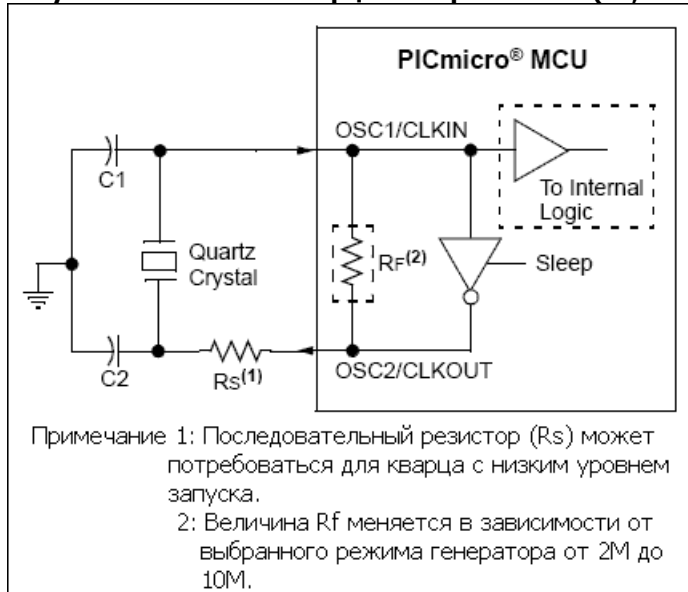 PICmicro® MCU
OSC1/CLKIN
C1
To Internal
Logic
Quartz
Crystal
RF(2)
Sleep
C2
RS(1)
OSC2/CLKOUT
Примечание 1: Последовательный резистор (Rs) может
потребоваться для кварца с низким уровнем
запуска.
2: Величина Rf меняется в зависимости от
выбранного режима генератора от 2М до
10М.